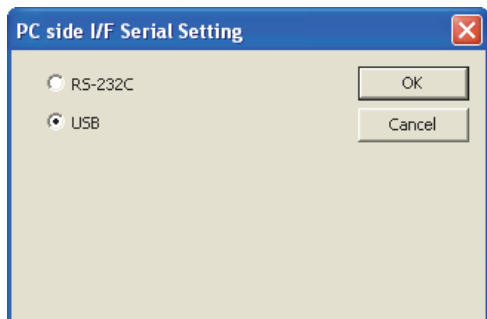 PC side I/F Serial Setting
RS-232C
OK
USB
Cancel